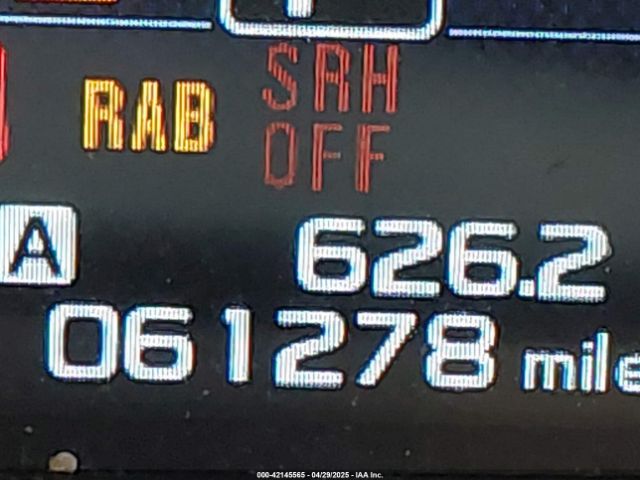 RAB SRH
OFF
A 626.2
061278 mile
000-42145565 - 04/29/2025 - IAA Inc.